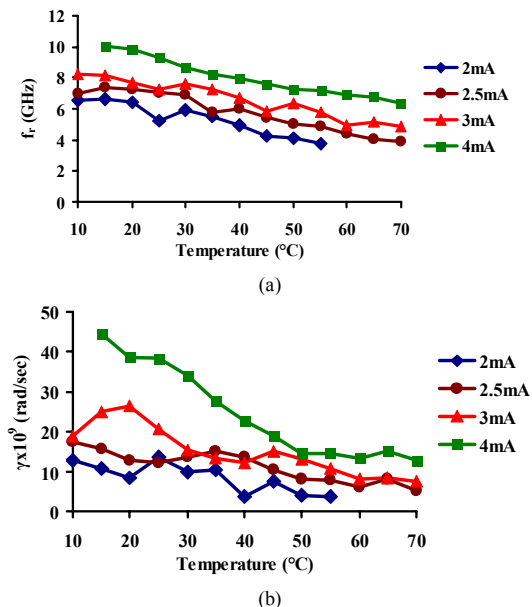 12
10
8
6
4
2
0
f_r (GHz)
10 20 30 40 50 60 70
Temperature (°C)
2mA
2.5mA
3mA
4mA
(a)
50
40
30
20
10
0
γx10⁹ (rad/sec)
10 20 30 40 50 60 70
Temperature (°C)
2mA
2.5mA
3mA
4mA
(b)